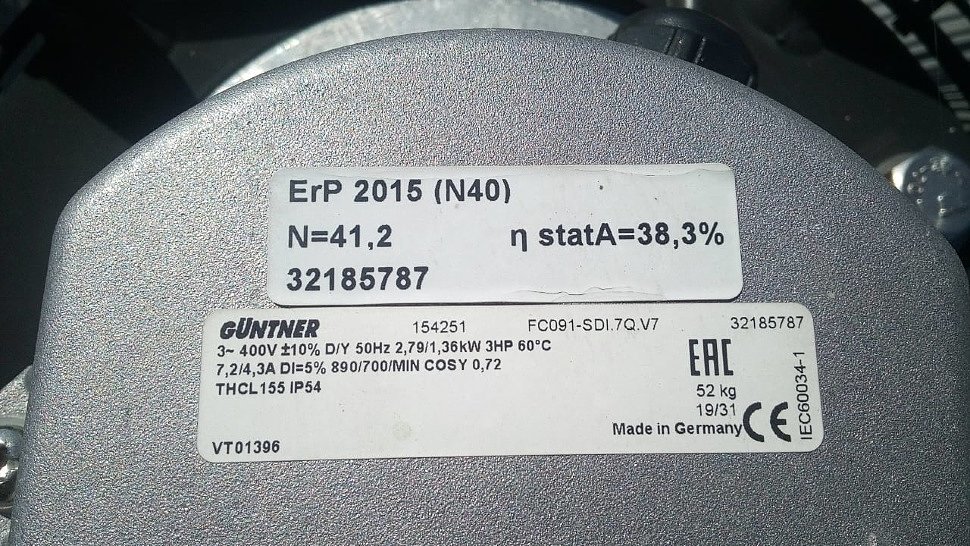 ErP 2015 (N40)
N=41,2 η statA=38,3%
32185787
GÜNTNER 154251 FC091-SDI.7Q.V7 32185787
3~ 400V ±10% D/Y 50Hz 2,79/1,36kW 3HP 60°C
7,2/4,3A DI=5% 890/700/MIN COSY 0,72
THCL155 IP54
EAC
52 kg
19/31
Made in Germany CE
IEC60034-1
VT01396